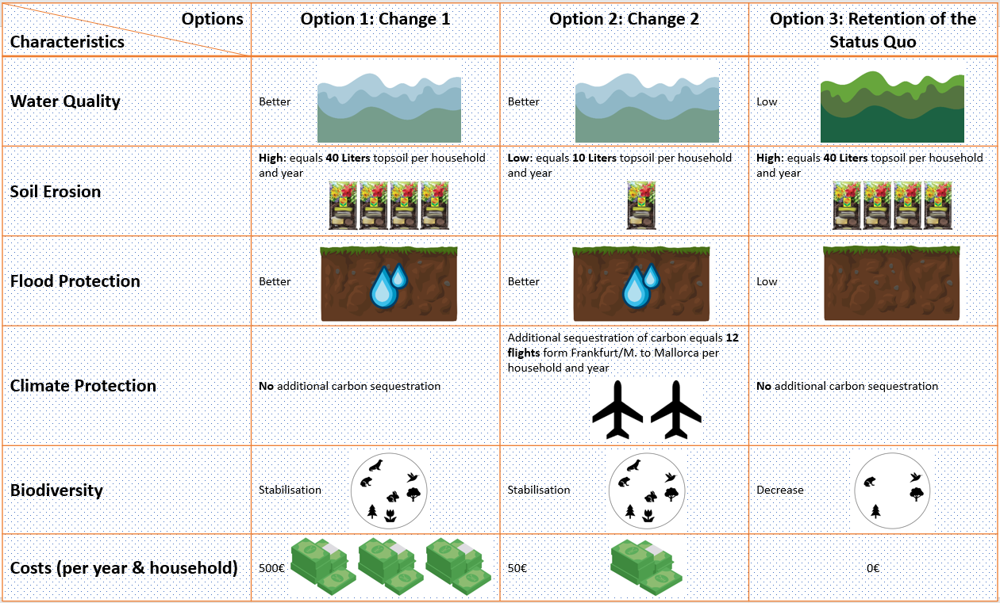 Options
Characteristics
Option 1: Change 1
Option 2: Change 2
Option 3: Retention of the
Status Quo
Water Quality
Better
Better
Low
Soil Erosion
High: equals 40 Liters topsoil per household
and year
Low: equals 10 Liters topsoil per household
and year
High: equals 40 Liters topsoil per household
and year
Flood Protection
Better
Better
Low
Climate Protection
No additional carbon sequestration
Additional sequestration of carbon equals 12
flights form Frankfurt/M. to Mallorca per
household and year
No additional carbon sequestration
Biodiversity
Stabilisation
Stabilisation
Decrease
Costs (per year & household)
500€
50€
0€